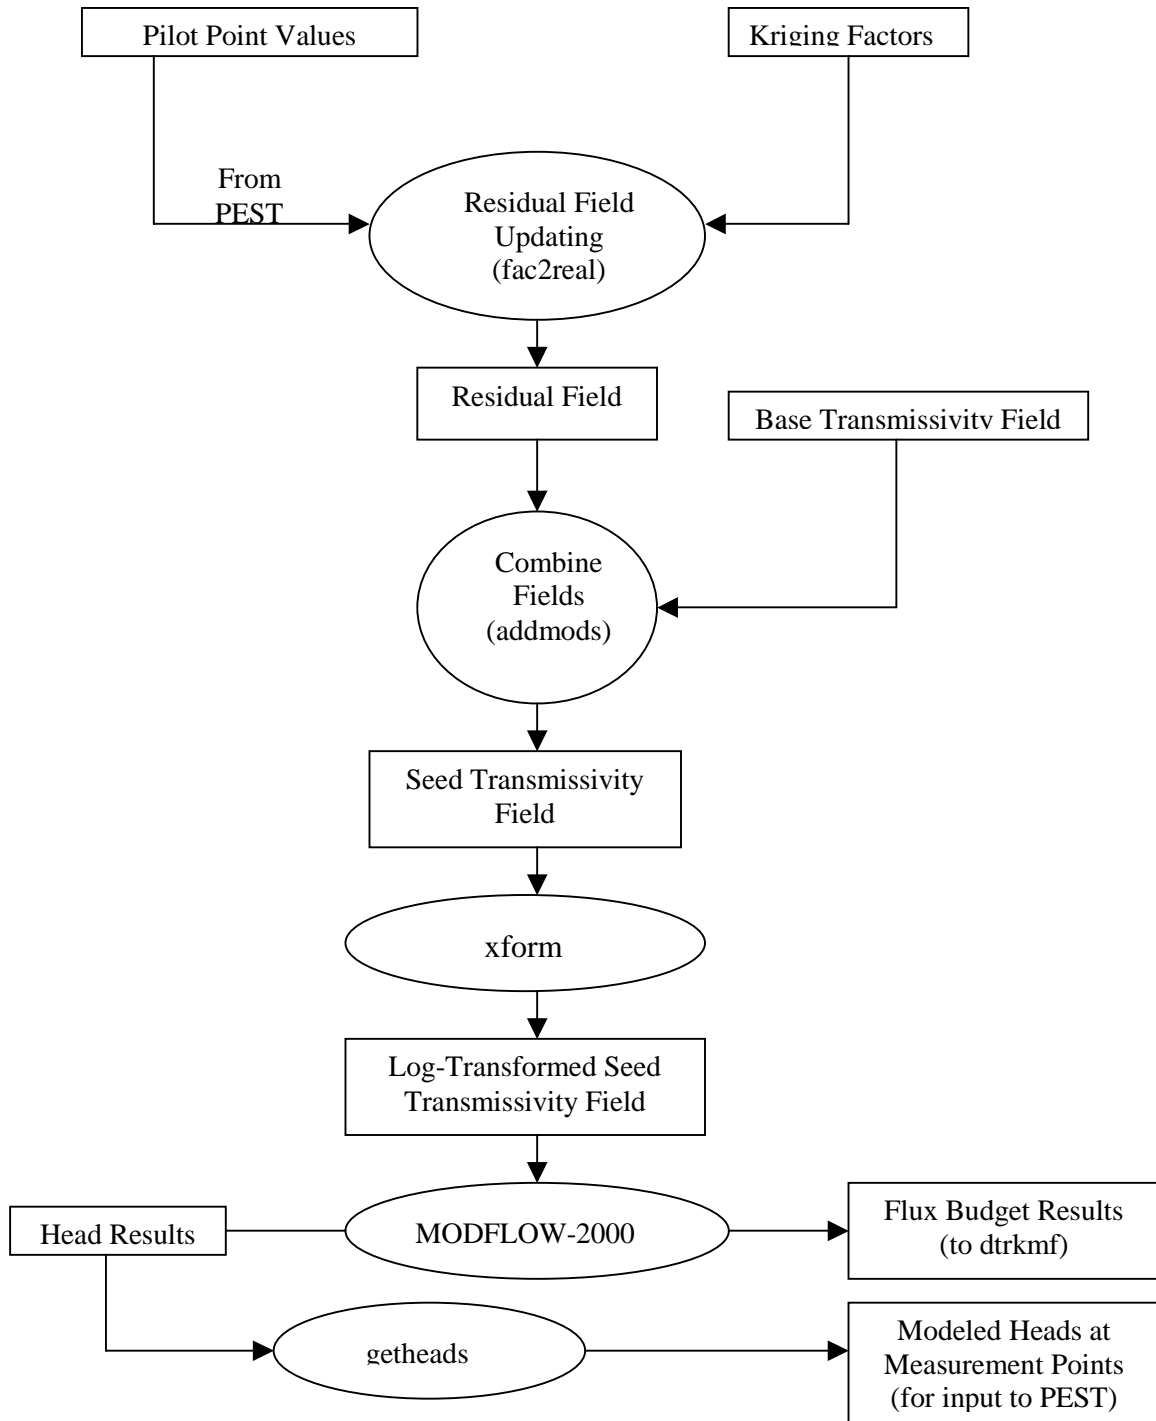 Pilot Point Values
Kriging Factors
From
PEST
Residual Field
Updating
(fac2real)
Residual Field
Base Transmissivity Field
Combine
Fields
(addmods)
Seed Transmissivity
Field
xform
Log-Transformed Seed
Transmissivity Field
Head Results
MODFLOW-2000
Flux Budget Results
(to dtrkmf)
getheads
Modeled Heads at
Measurement Points
(for input to PEST)